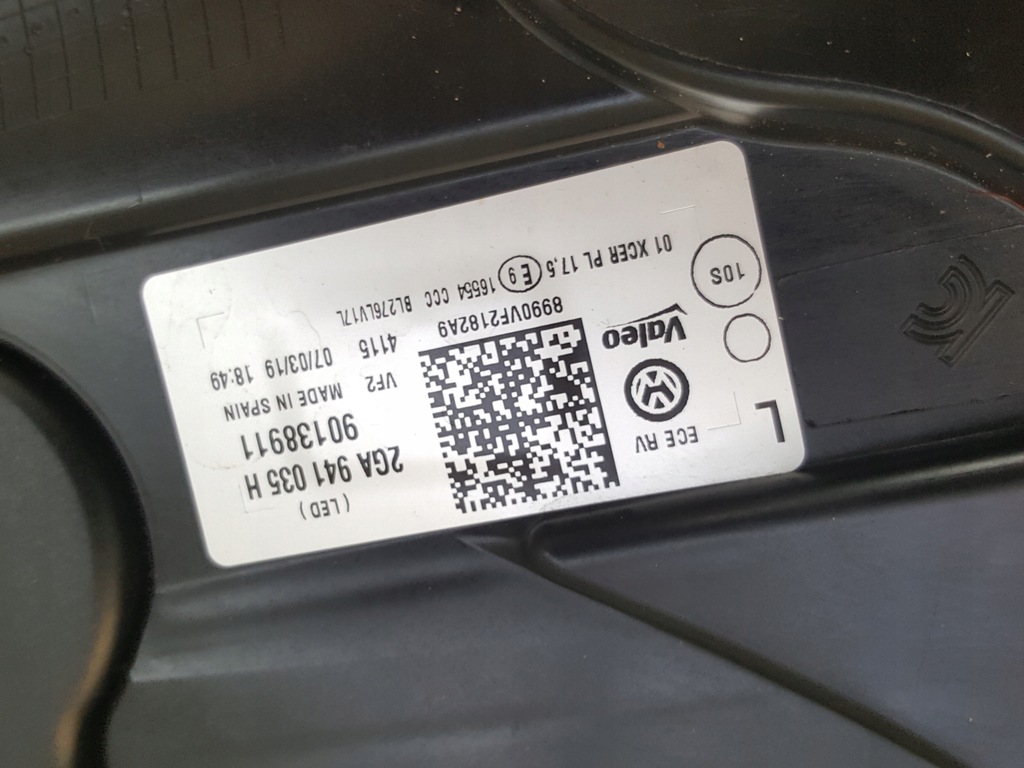 L
ECE RV
(LED)
2GA 941 035 H
90138911
VF2 MADE IN SPAIN
4115 07/03/19 18:49
8990VF2182A9
Valeo
10S
E9 16554 CCC BL276LV17L
01 XCER PL 17,5